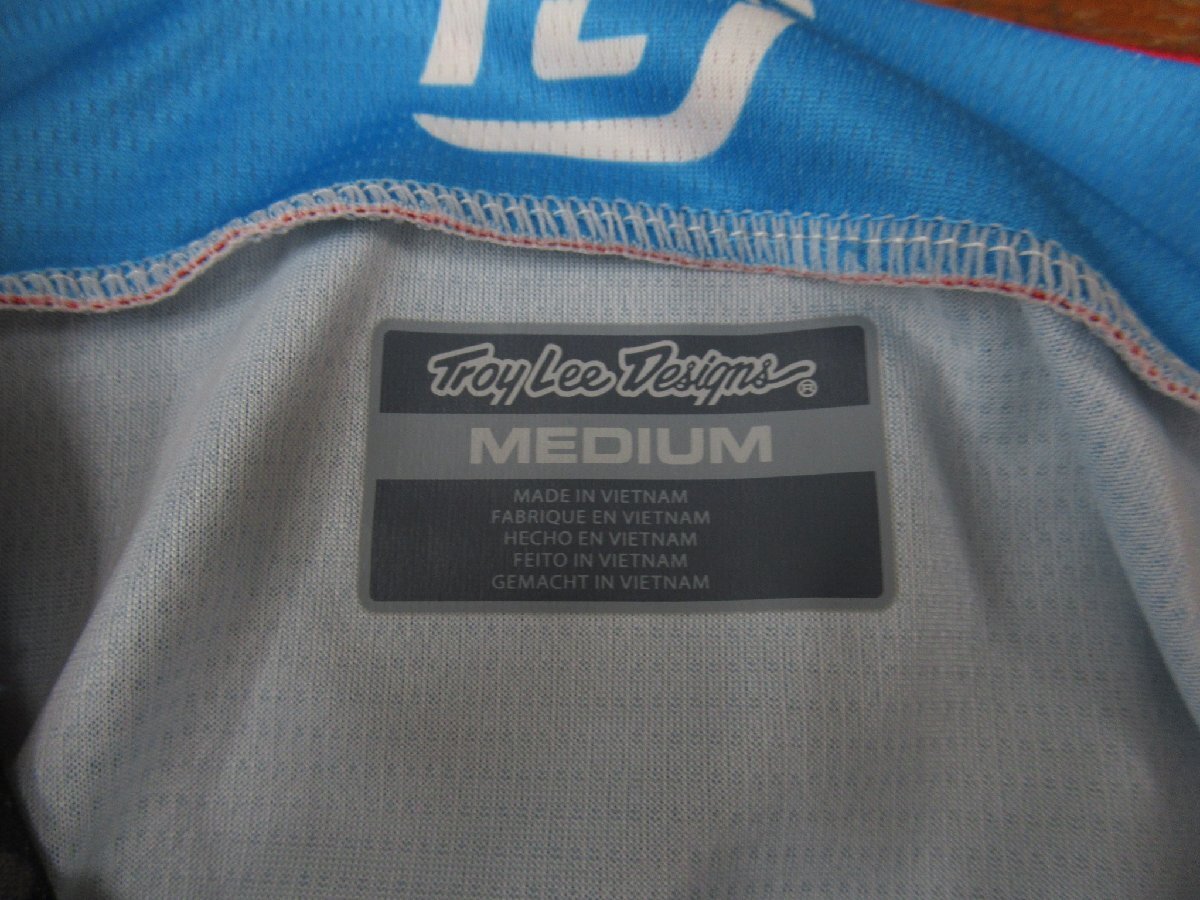 Troy Lee Designs®
MEDIUM
MADE IN VIETNAM
FABRIQUE EN VIETNAM
HECHO EN VIETNAM
FEITO IN VIETNAM
GEMACHT IN VIETNAM